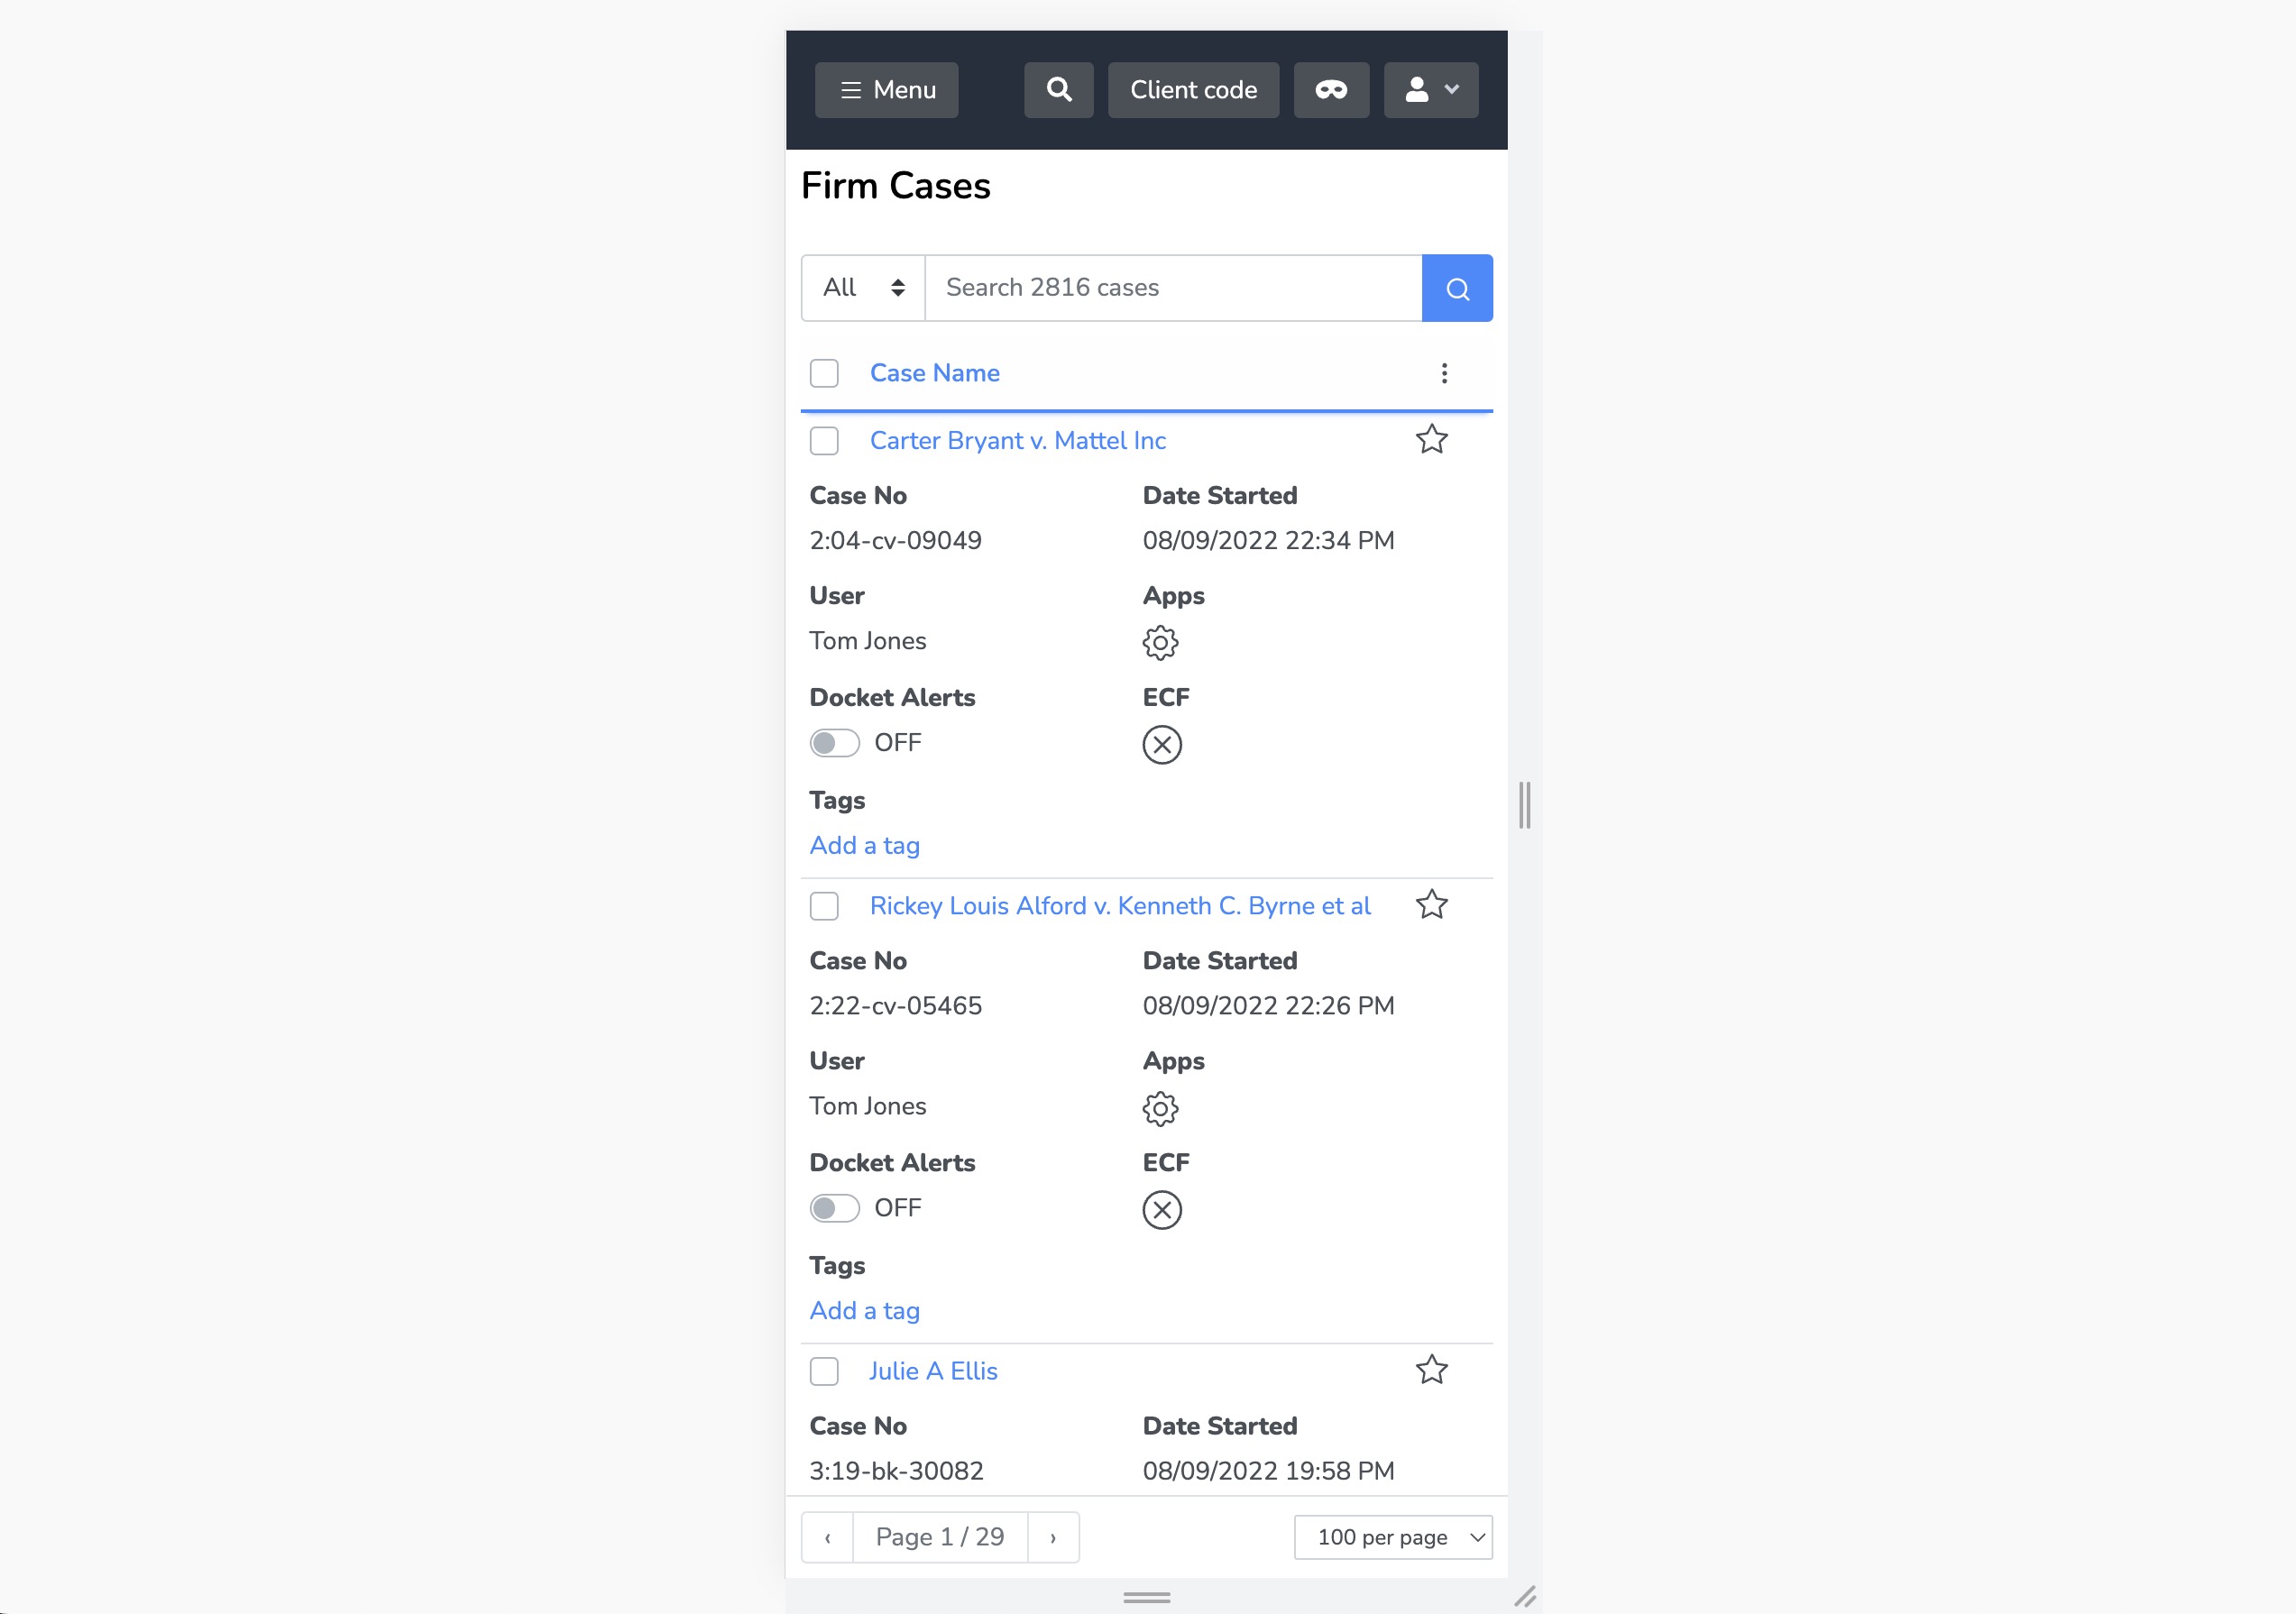 Menu Client code
Firm Cases
All Search 2816 cases
Case Name
Carter Bryant v. Mattel Inc
Case No Date Started
2:04-cv-09049 08/09/2022 22:34 PM
User Apps
Tom Jones
Docket Alerts ECF
OFF
Tags
Add a tag
Rickey Louis Alford v. Kenneth C. Byrne et al
Case No Date Started
2:22-cv-05465 08/09/2022 22:26 PM
User Apps
Tom Jones
Docket Alerts ECF
OFF
Tags
Add a tag
Julie A Ellis
Case No Date Started
3:19-bk-30082 08/09/2022 19:58 PM
‹ Page 1 / 29 › 100 per page